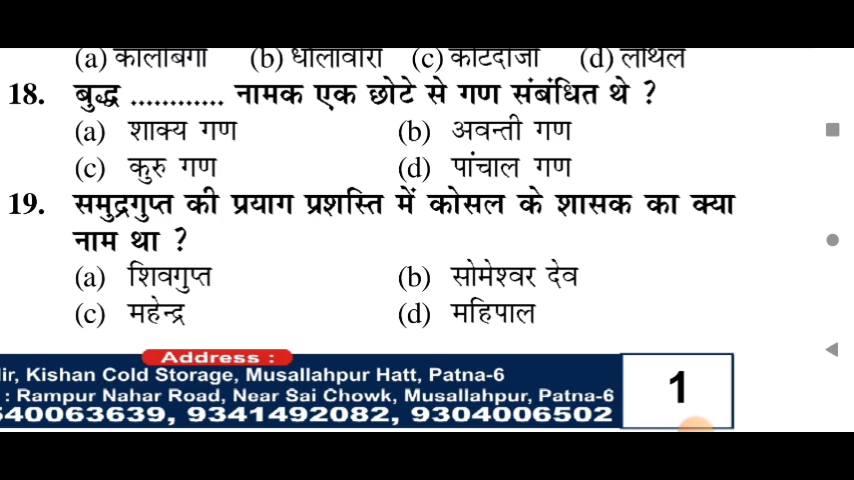 (a) कालीबंगा (b) धौलावीरा (c) कोटदीजी (d) लोथल
18. बुद्ध ............ नामक एक छोटे से गण संबंधित थे ?
(a) शाक्य गण (b) अवन्ती गण
(c) कुरु गण (d) पांचाल गण
19. समुद्रगुप्त की प्रयाग प्रशस्ति में कोसल के शासक का क्या
नाम था ?
(a) शिवगुप्त (b) सोमेश्वर देव
(c) महेन्द्र (d) महिपाल
Address :
Kishan Cold Storage, Musallahpur Hatt, Patna-6
: Rampur Nahar Road, Near Sai Chowk, Musallahpur, Patna-6
540063639, 9341492082, 9304006502
1